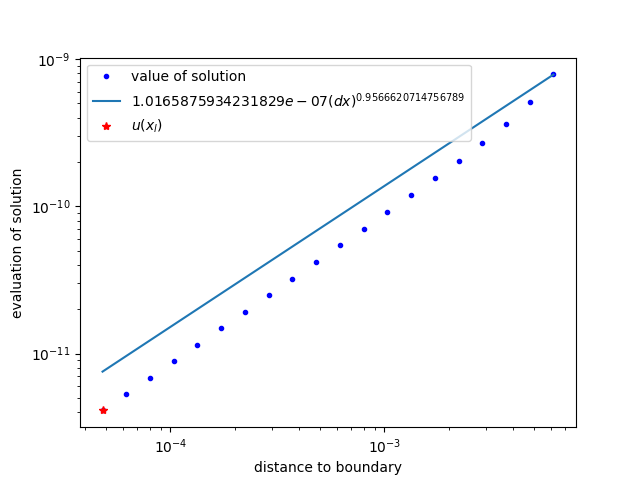 10⁻⁹
10⁻¹⁰
10⁻¹¹
evaluation of solution
value of solution
1.0165875934231829e − 07(dx)^0.9566620714756789
u(x_l)
10⁻⁴ 10⁻³
distance to boundary